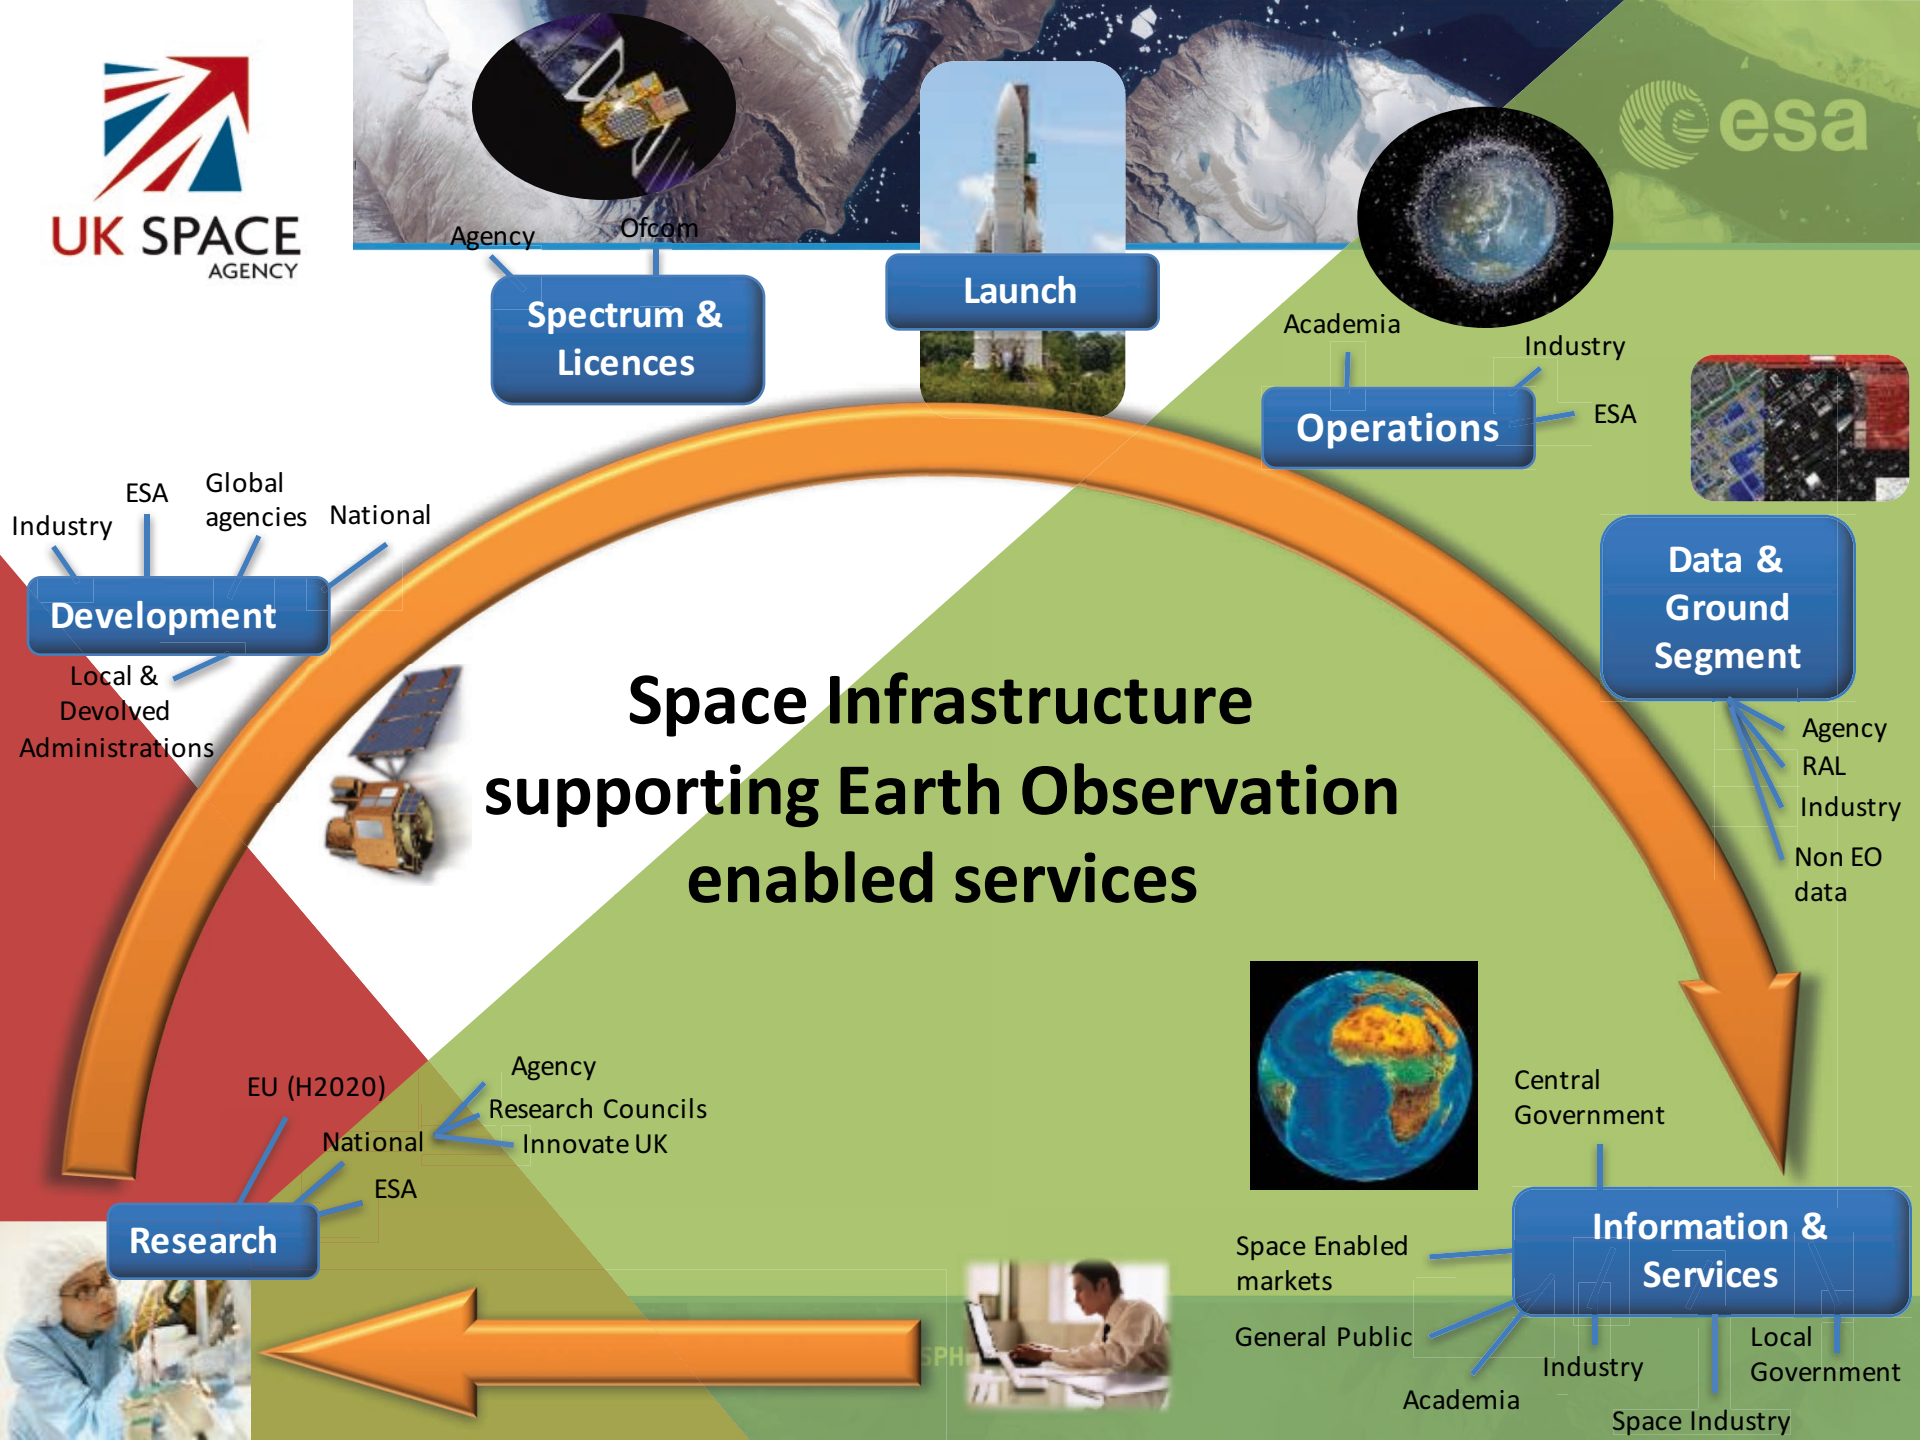 UK SPACE
AGENCY
esa
Agency
Ofcom
Spectrum &
Licences
Launch
Academia
Industry
ESA
Operations
Industry
ESA
Global
agencies
National
Development
Local &
Devolved
Administrations
Data &
Ground
Segment
Agency
RAL
Industry
Non EO
data
Space Infrastructure
supporting Earth Observation
enabled services
EU (H2020)
National
ESA
Agency
Research Councils
Innovate UK
Research
Central
Government
Information &
Services
Space Enabled
markets
General Public
Academia
Industry
Space Industry
Local
Government